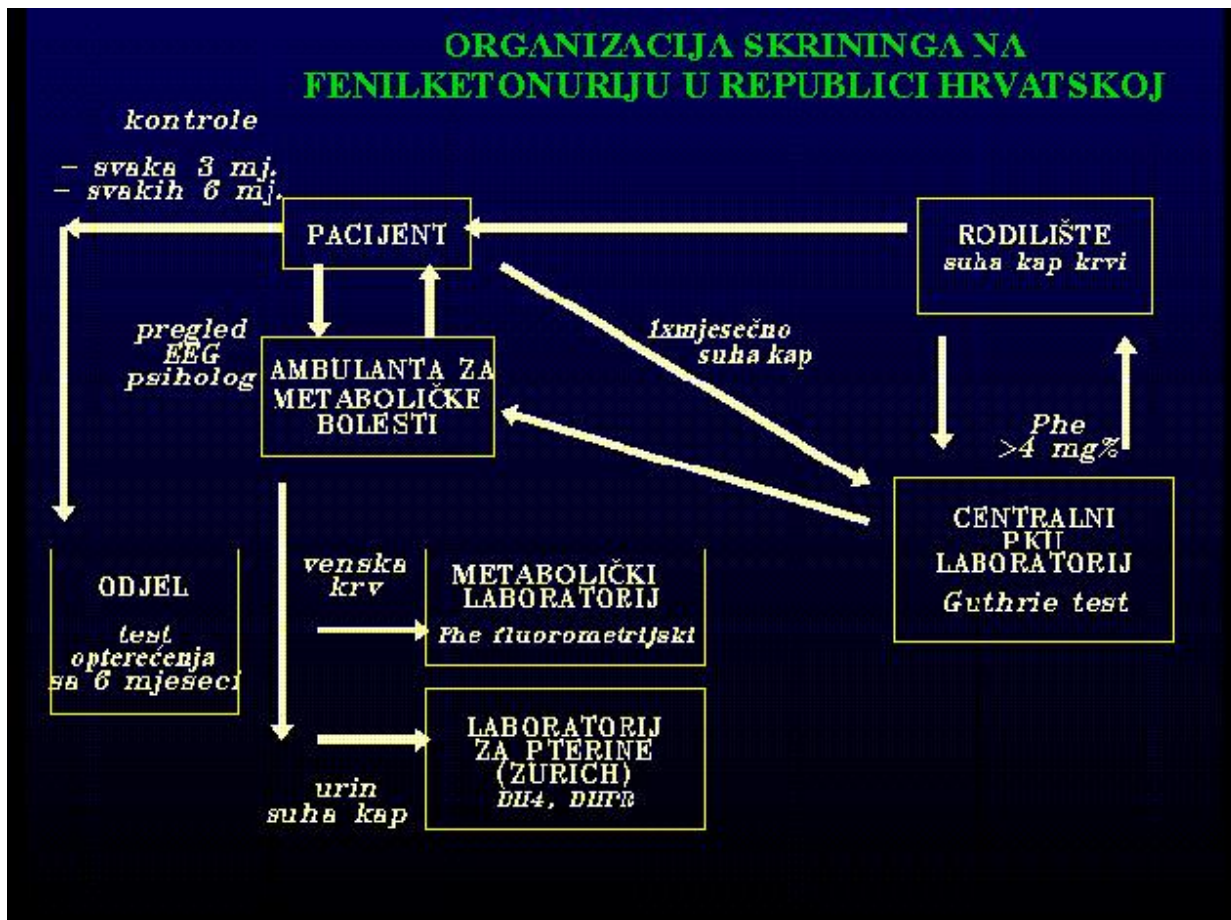 ORGANIZACIJA SKRININGA NA
FENILKETONURIJU U REPUBLICI HRVATSKOJ
kontrole
- svaka 3 mj.
- svakih 6 mj.
PACIJENT
RODILIŠTE
suha kap krvi
pregled
EEG
psiholog
AMBULANTA ZA
METABOLIČKE
BOLESTI
1xmjesečno
suha kap
Phe
>4 mg%
CENTRALNI
PKU
LABORATORIJ
Guthrie test
ODJEL
test
opterećenja
sa 6 mjeseci
venska
krv
METABOLIČKI
LABORATORIJ
Phe fluorometrijski
urin
suha kap
LABORATORIJ
ZA PTERINE
(ZURICH)
BH4, DHPR